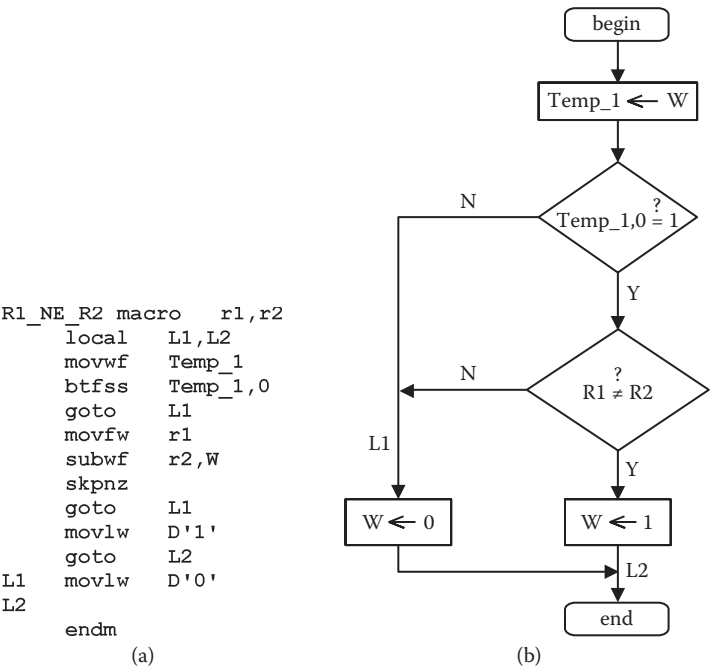 R1_NE_R2 macro r1,r2
local L1,L2
movwf Temp_1
btfss Temp_1,0
goto L1
movfw r1
subwf r2,W
skpnz
goto L1
movlw D'1'
goto L2
L1 movlw D'0'
L2
endm
(a)
begin
Temp_1 ← W
?
Temp_1,0 = 1
N
Y
?
R1 ≠ R2
N
L1
Y
W ← 0
W ← 1
L2
end
(b)